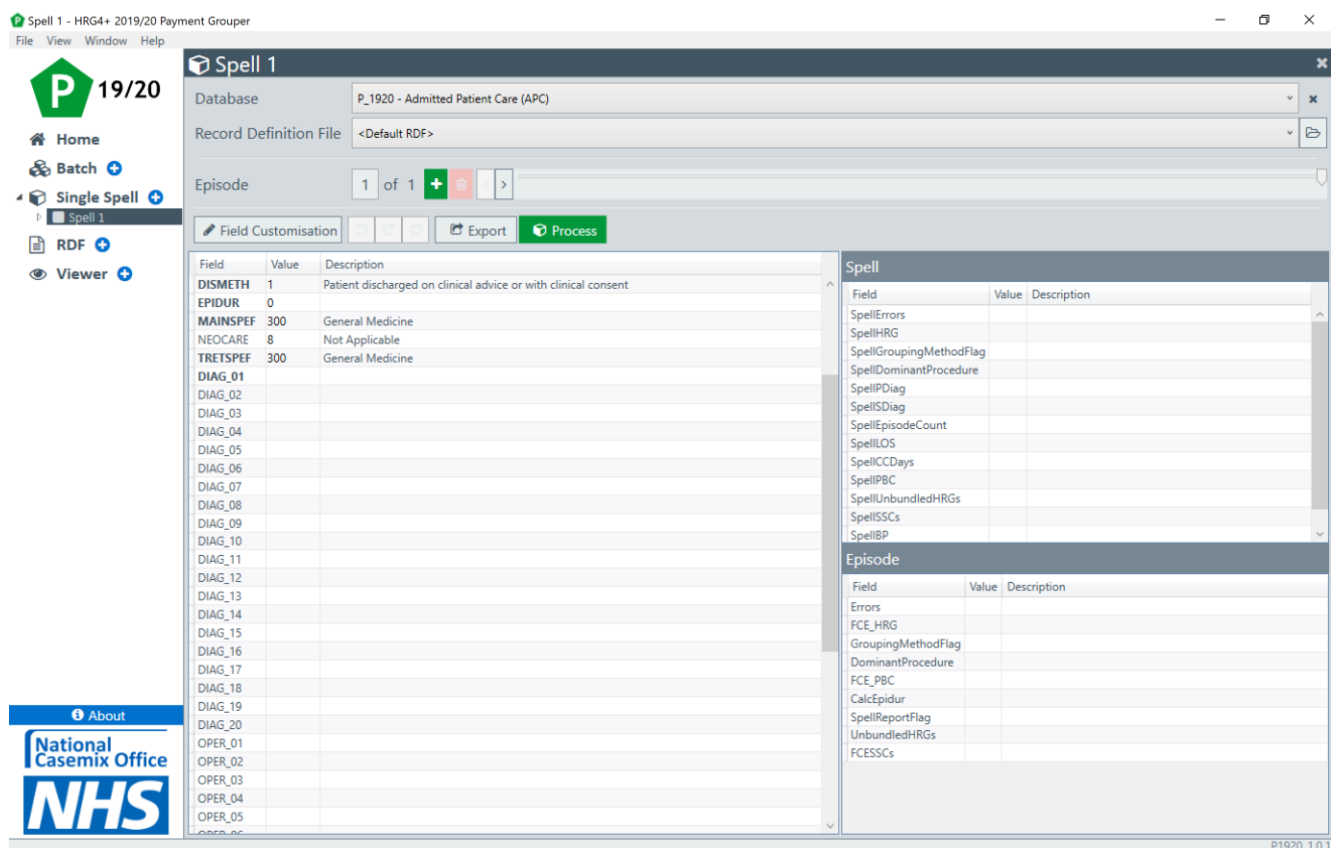 Spell 1 - HRG4+ 2019/20 Payment Grouper
File View Window Help
P 19/20
Home
Batch
Single Spell
Spell 1
RDF
Viewer
About
National
Casemix Office
NHS
Spell 1
Database P_1920 - Admitted Patient Care (APC)
Record Definition File <Default RDF>
Episode 1 of 1
Field Customisation Export Process
Field Value Description
DISMETH 1 Patient discharged on clinical advice or with clinical consent
EPIDUR 0
MAINSPEF 300 General Medicine
NEOCARE 8 Not Applicable
TRETSPEF 300 General Medicine
DIAG_01
DIAG_02
DIAG_03
DIAG_04
DIAG_05
DIAG_06
DIAG_07
DIAG_08
DIAG_09
DIAG_10
DIAG_11
DIAG_12
DIAG_13
DIAG_14
DIAG_15
DIAG_16
DIAG_17
DIAG_18
DIAG_19
DIAG_20
OPER_01
OPER_02
OPER_03
OPER_04
OPER_05
Spell
Field Value Description
SpellErrors
SpellHRG
SpellGroupingMethodFlag
SpellDominantProcedure
SpellPDiag
SpellSDiag
SpellEpisodeCount
SpellLOS
SpellCCDays
SpellPBC
SpellUnbundledHRGs
SpellSSCs
SpellBP
Episode
Field Value Description
Errors
FCE_HRG
GroupingMethodFlag
DominantProcedure
FCE_PBC
CalcEpidur
SpellReportFlag
UnbundledHRGs
FCESSCs
P1920_1.0.1